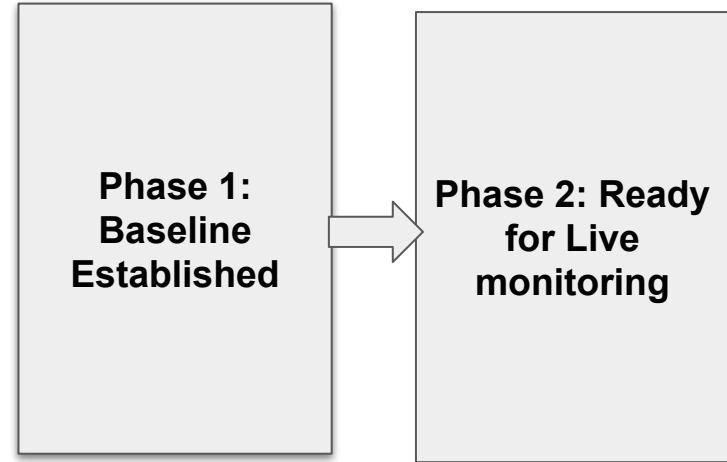 Phase 1:
Baseline
Established
Phase 2: Ready
for Live
monitoring